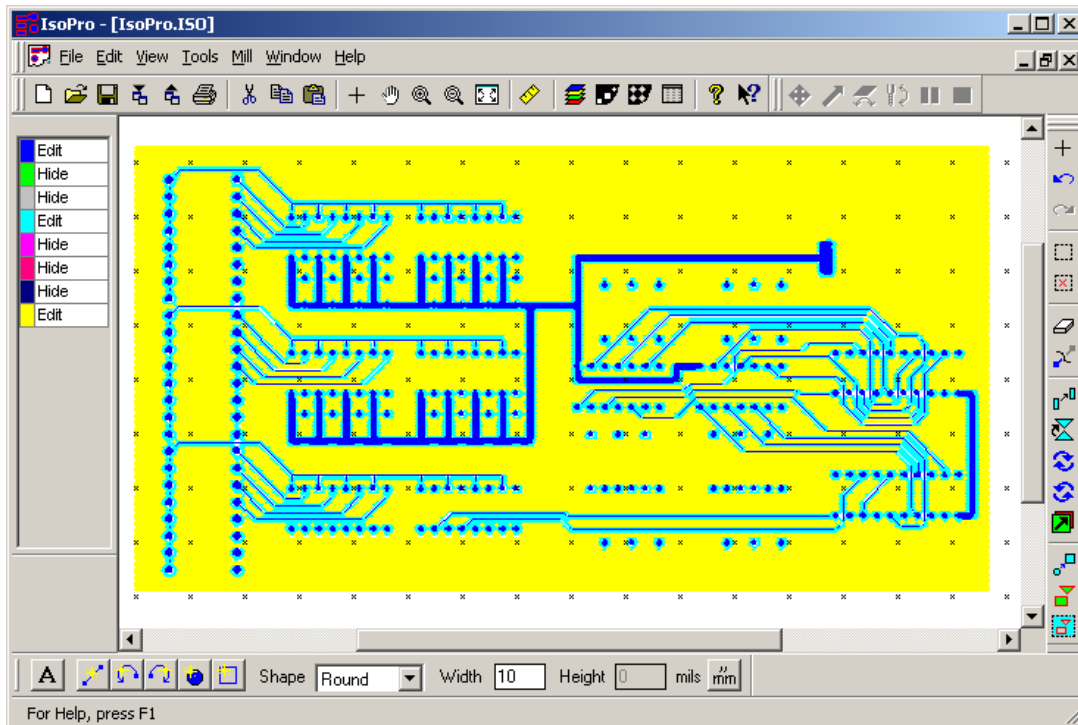 IsoPro - [IsoPro.ISO]
File Edit View Tools Mill Window Help
Edit
Hide
Hide
Edit
Hide
Hide
Hide
Edit
A Shape Round Width 10 Height 0 mils " mm
For Help, press F1